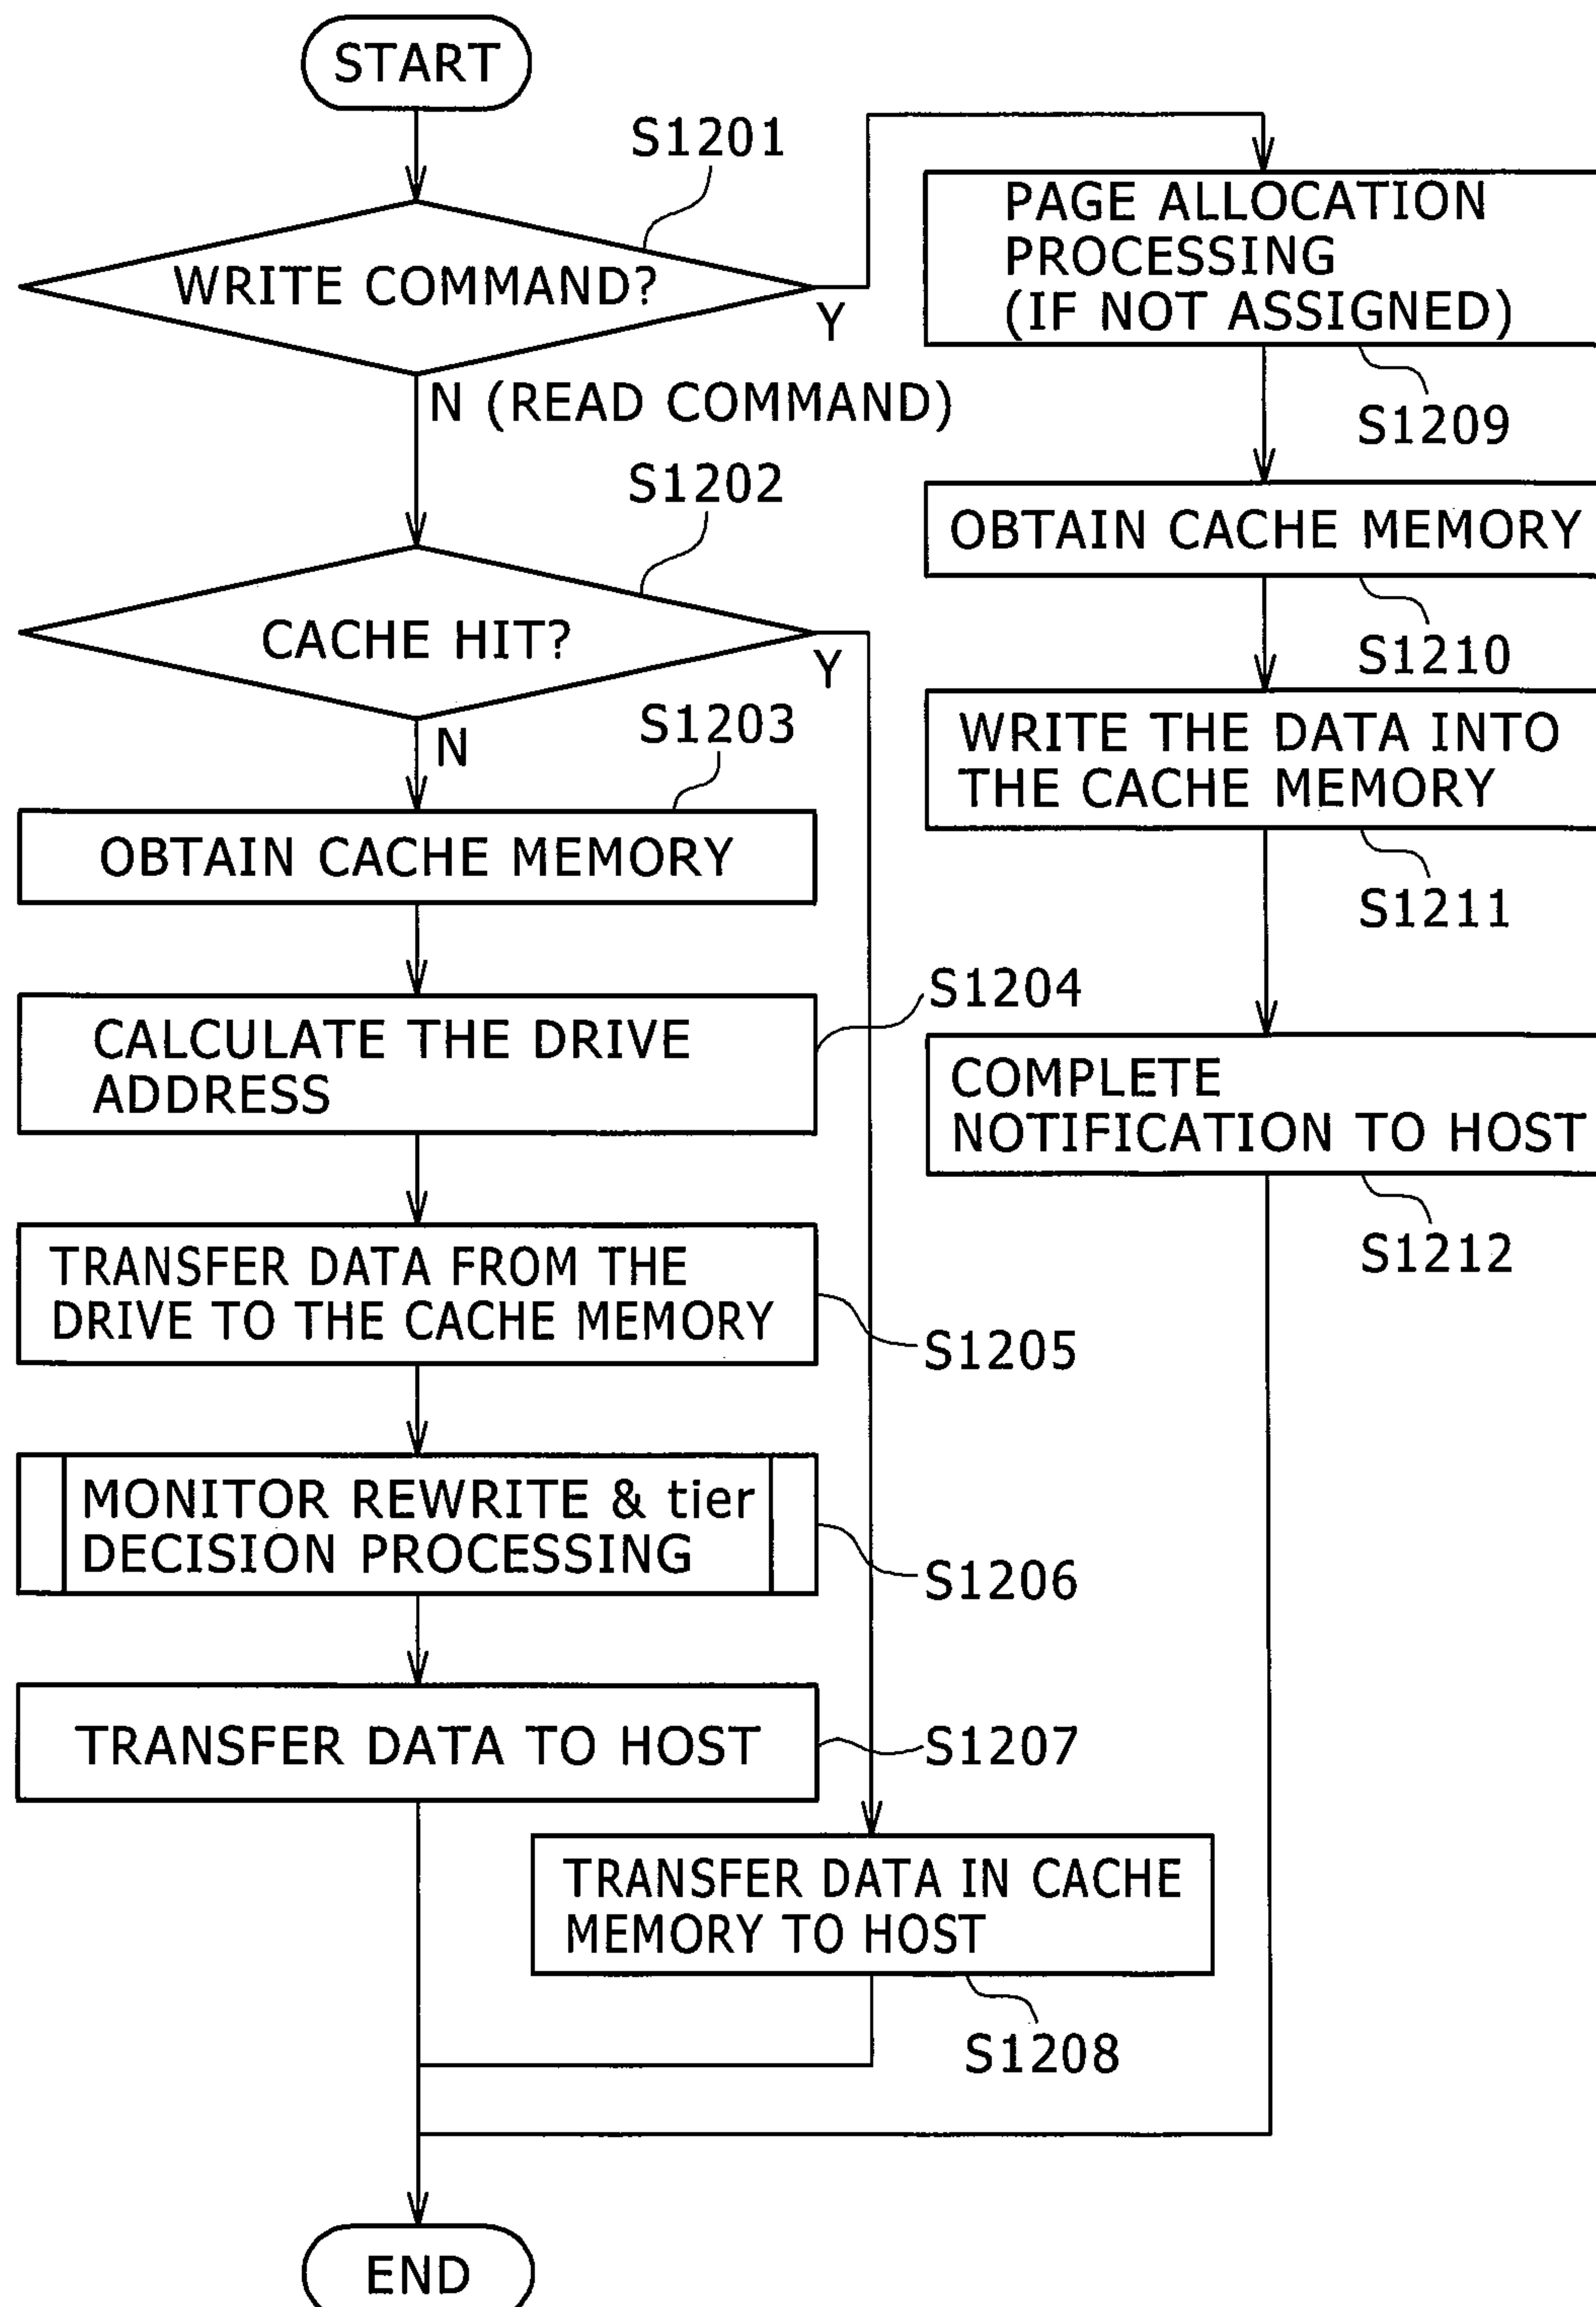 START
S1201
WRITE COMMAND?
Y
N (READ COMMAND)
S1202
CACHE HIT?
Y
N
S1203
OBTAIN CACHE MEMORY
S1204
CALCULATE THE DRIVE
ADDRESS
TRANSFER DATA FROM THE
DRIVE TO THE CACHE MEMORY
S1205
MONITOR REWRITE & tier
DECISION PROCESSING
S1206
TRANSFER DATA TO HOST
S1207
TRANSFER DATA IN CACHE
MEMORY TO HOST
S1208
PAGE ALLOCATION
PROCESSING
(IF NOT ASSIGNED)
S1209
OBTAIN CACHE MEMORY
S1210
WRITE THE DATA INTO
THE CACHE MEMORY
S1211
COMPLETE
NOTIFICATION TO HOST
S1212
END